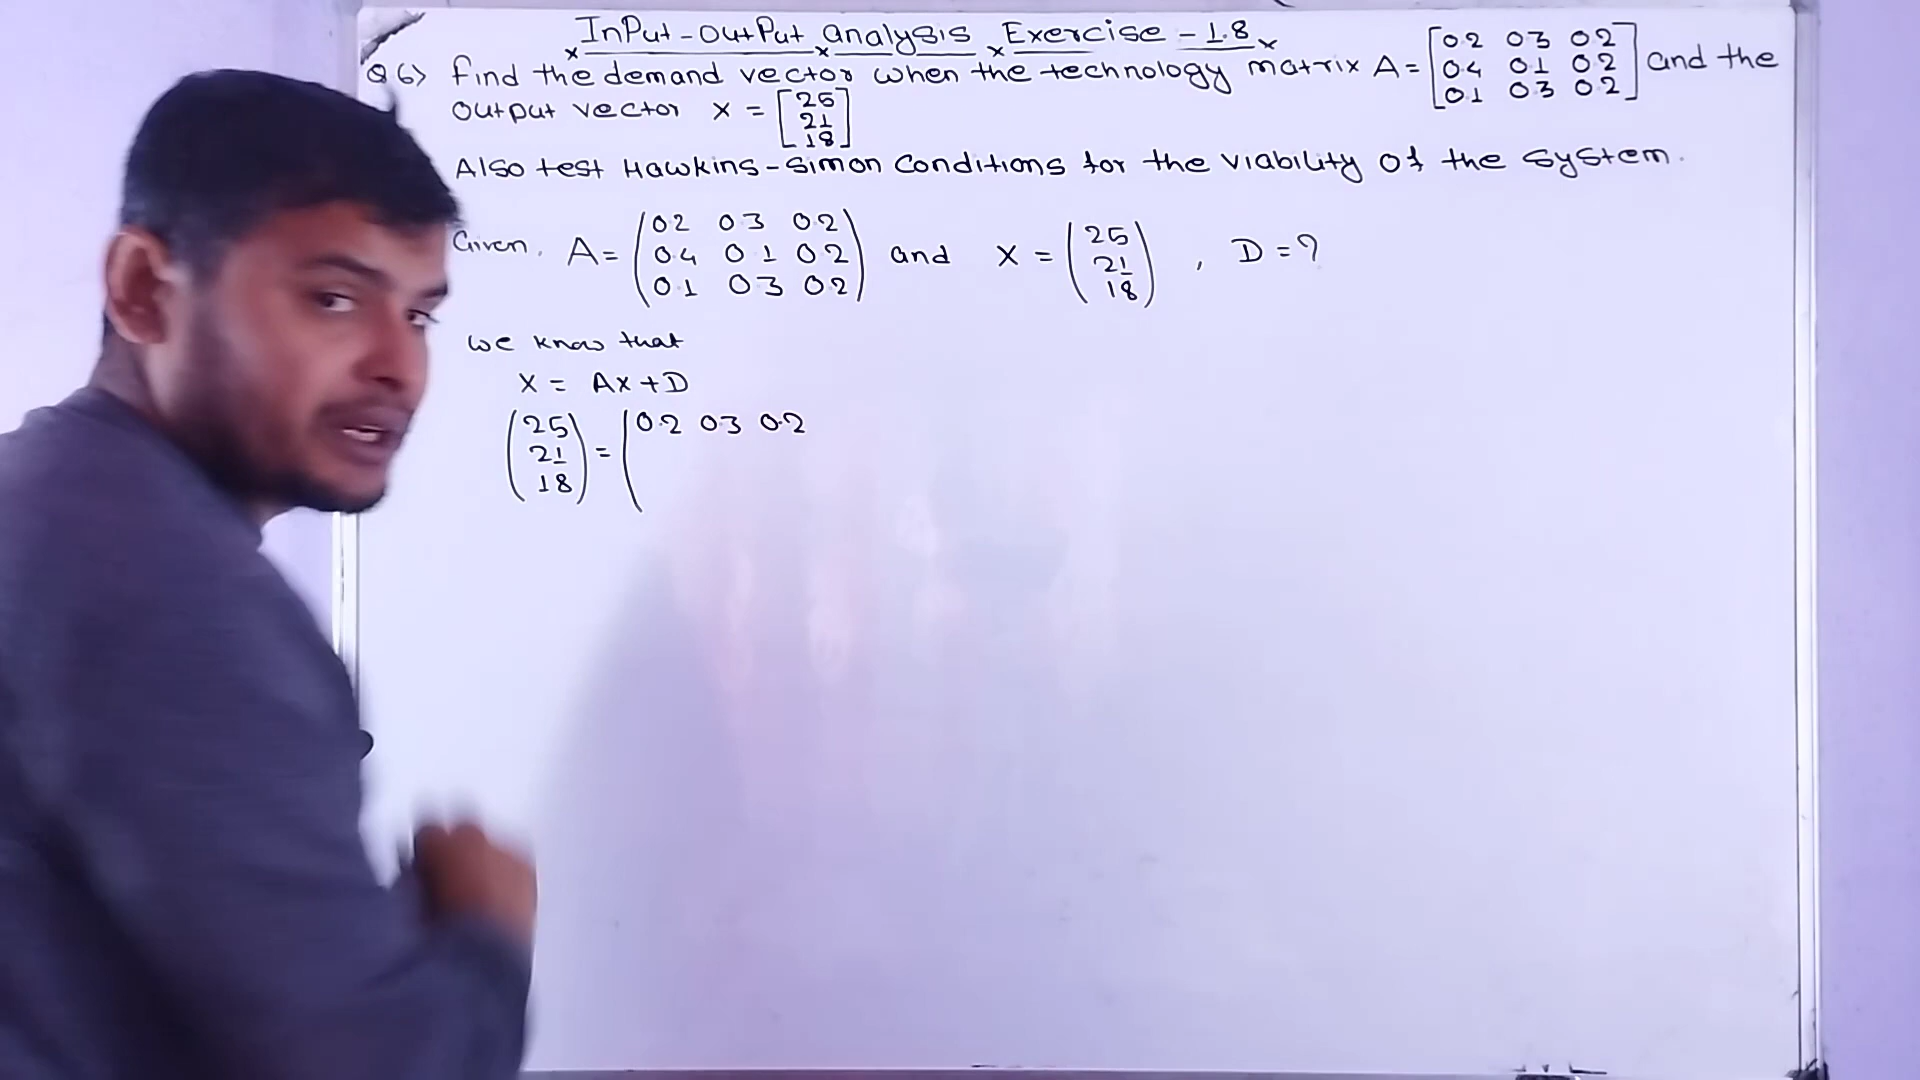 InPut-OutPut analysis Exercise - 1.8
Q 6> find the demand vector when the technology matrix A = [0.2 0.3 0.2
0.4 0.1 0.2
0.1 0.3 0.2] and the
output vector x = [25
21
18]
Also test Hawkins-Simon Conditions for the viability of the system.
Given, A = (0.2 0.3 0.2
0.4 0.1 0.2
0.1 0.3 0.2) and x = (25
21
18) , D = ?
we know that
x = Ax + D
(25
21
18) = (0.2 0.3 0.2